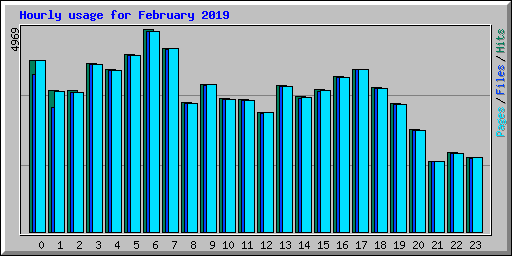 Hourly usage for February 2019
4969
Pages/Files/Hits
0 1 2 3 4 5 6 7 8 9 10 11 12 13 14 15 16 17 18 19 20 21 22 23